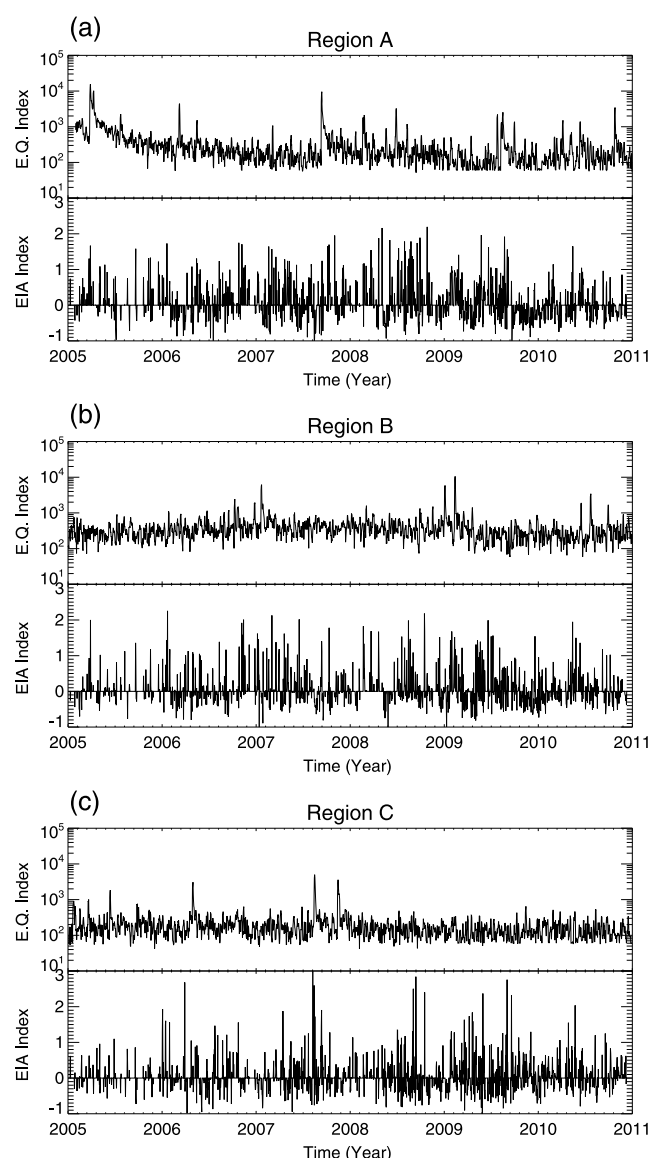 (a)
Region A
E.Q. Index
10^5
10^4
10^3
10^2
10^1
EIA Index
3
2
1
0
-1
2005 2006 2007 2008 2009 2010 2011
Time (Year)
(b)
Region B
E.Q. Index
10^5
10^4
10^3
10^2
10^1
EIA Index
3
2
1
0
-1
2005 2006 2007 2008 2009 2010 2011
Time (Year)
(c)
Region C
E.Q. Index
10^5
10^4
10^3
10^2
10^1
EIA Index
3
2
1
0
-1
2005 2006 2007 2008 2009 2010 2011
Time (Year)